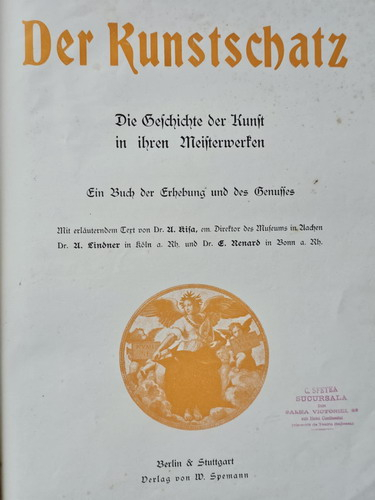 Der Kunstschatz
Die Geschichte der Kunst
in ihren Meisterwerken
Ein Buch der Erhebung und des Genusses
Mit erläuterndem Text von Dr. A. Kisa, em. Direktor des Museums in Aachen
Dr. A. Lindner in Köln a. Rh. und Dr. E. Renard in Bonn a. Rh.
SUCURSALA
Berlin & Stuttgart
Verlag von W. Spemann